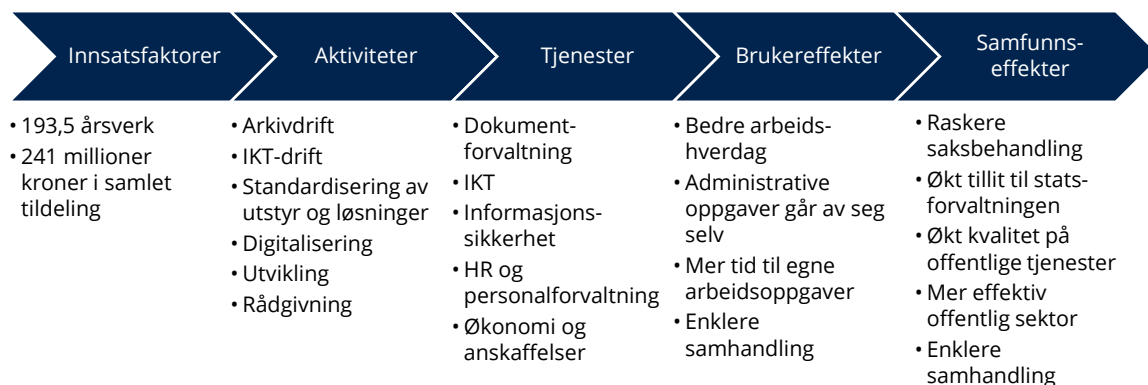 Innsatsfaktorer
• 193,5 årsverk
• 241 millioner
kroner i samlet
tildeling
Aktiviteter
• Arkivdrift
• IKT-drift
• Standardisering av
utstyr og løsninger
• Digitalisering
• Utvikling
• Rådgivning
Tjenester
• Dokument-
forvaltning
• IKT
• Informasjons-
sikkerhet
• HR og
personalforvaltning
• Økonomi og
anskaffelser
Brukereffekter
• Bedre arbeids-
hverdag
• Administrative
oppgaver går av seg
selv
• Mer tid til egne
arbeidsoppgaver
• Enklere
samhandling
Samfunns-
effekter
• Raskere
saksbehandling
• Økt tillit til stats-
forvaltningen
• Økt kvalitet på
offentlige tjenester
• Mer effektiv
offentlig sektor
• Enklere
samhandling